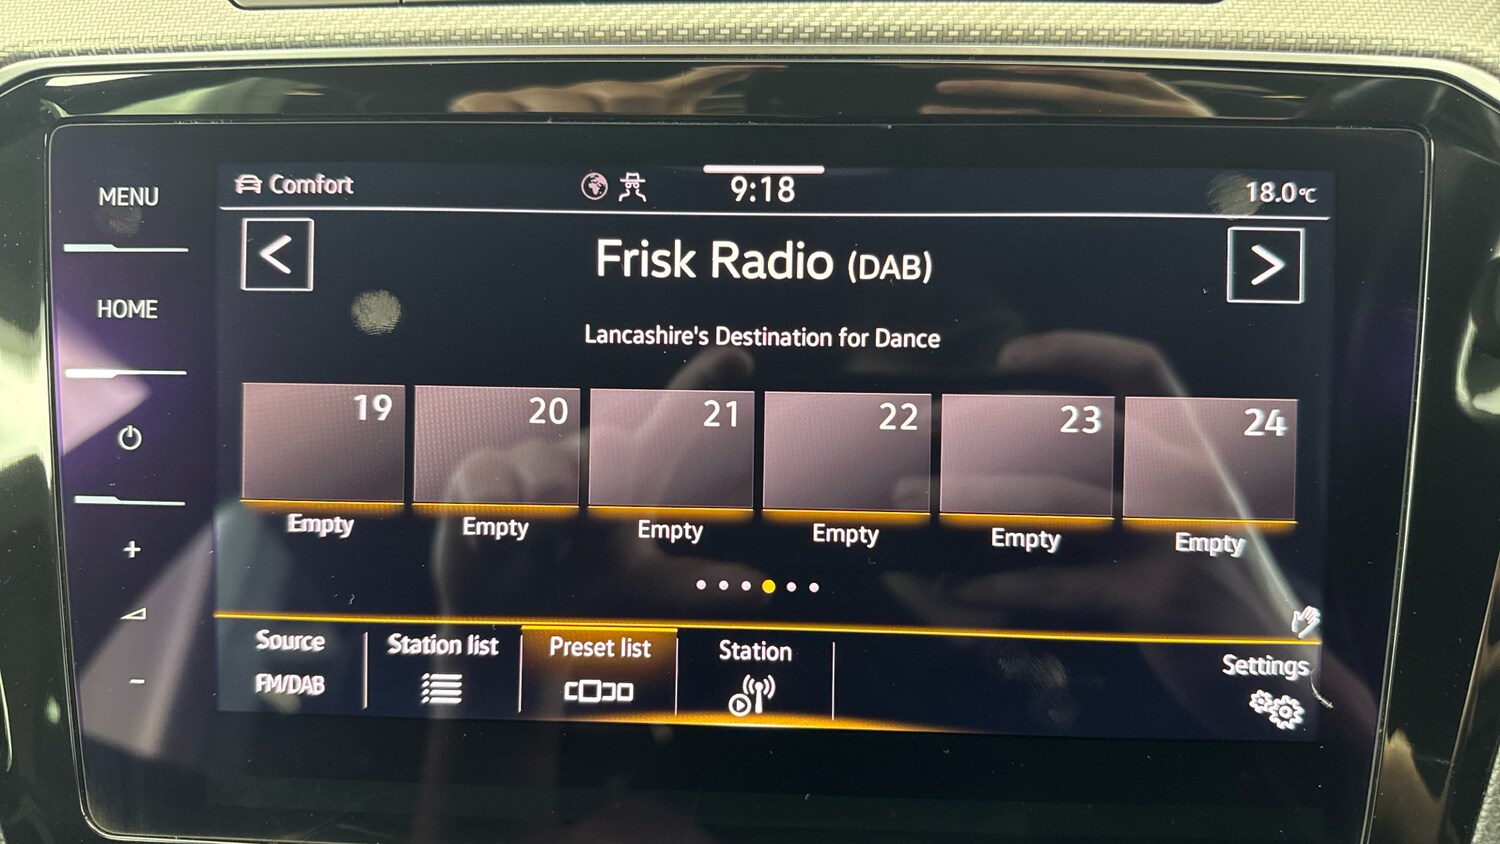 MENU
HOME
Comfort
9:18
18.0°C
Frisk Radio (DAB)
Lancashire's Destination for Dance
19 20 21 22 23 24
Empty Empty Empty Empty Empty Empty
Source Station list Preset list Station Settings
FM/DAB